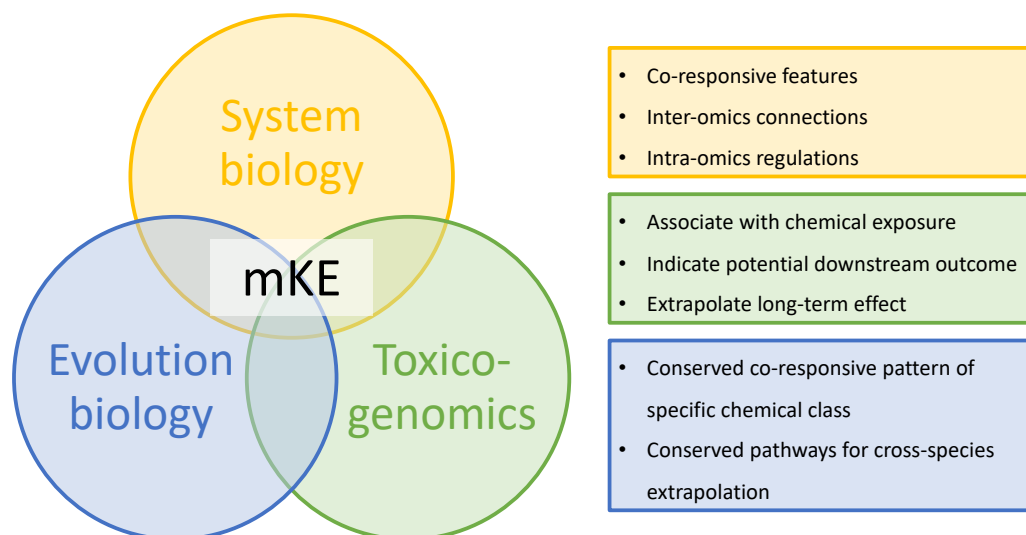 System
biology
mKE
Evolution
biology
Toxico-
genomics
• Co-responsive features
• Inter-omics connections
• Intra-omics regulations
• Associate with chemical exposure
• Indicate potential downstream outcome
• Extrapolate long-term effect
• Conserved co-responsive pattern of
specific chemical class
• Conserved pathways for cross-species
extrapolation